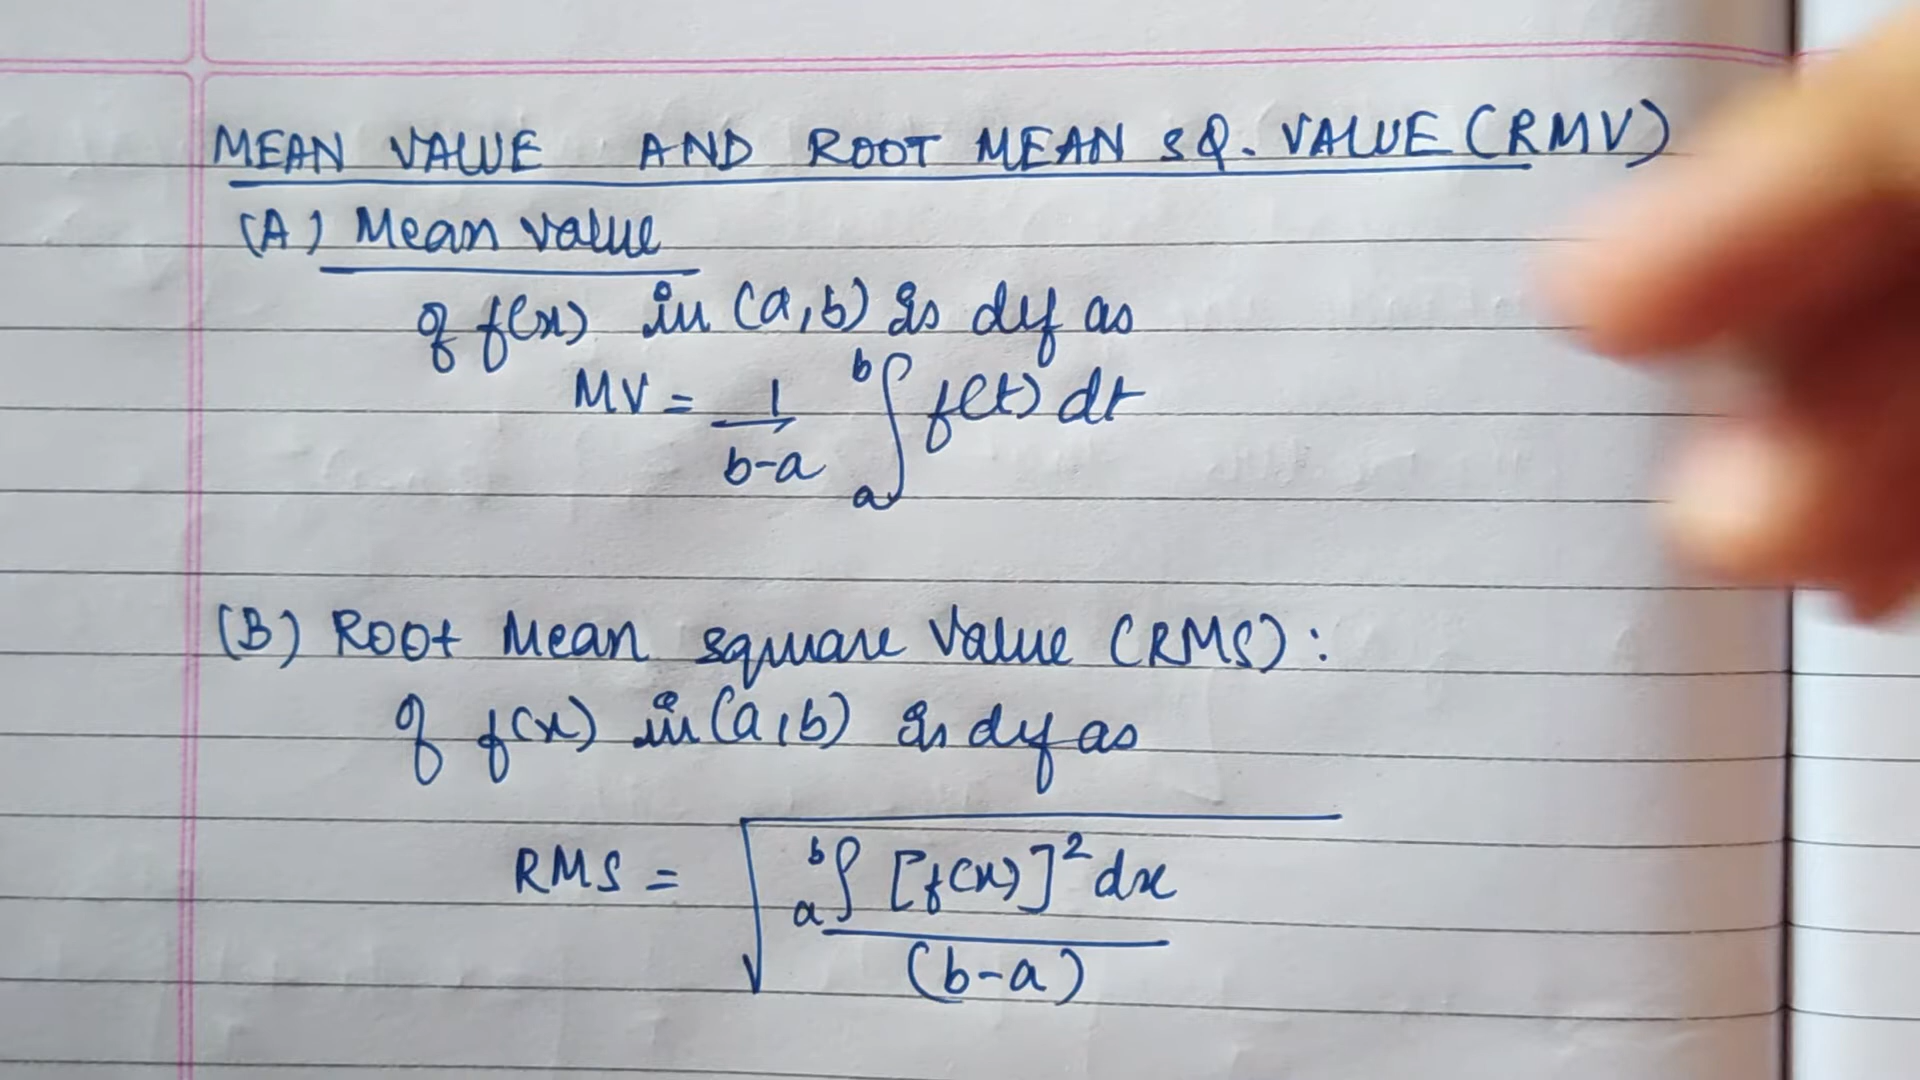 MEAN VALUE AND ROOT MEAN SQ. VALUE (RMV)
(A) Mean value
of f(x) in (a,b) is def as
MV = 1/(b-a) ∫_a^b f(t) dt
(B) Root Mean square Value (RMS):
of f(x) in (a,b) is def as
RMS = √(∫_a^b [f(x)]² dx / (b-a))